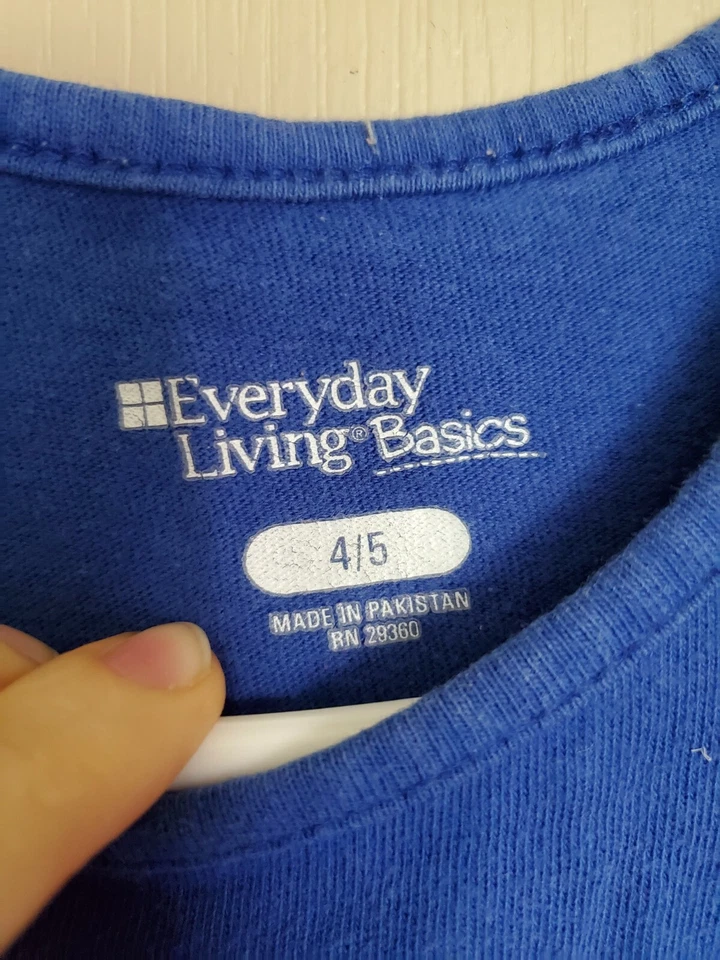 Everyday
Living® Basics
4/5
MADE IN PAKISTAN
RN 29360